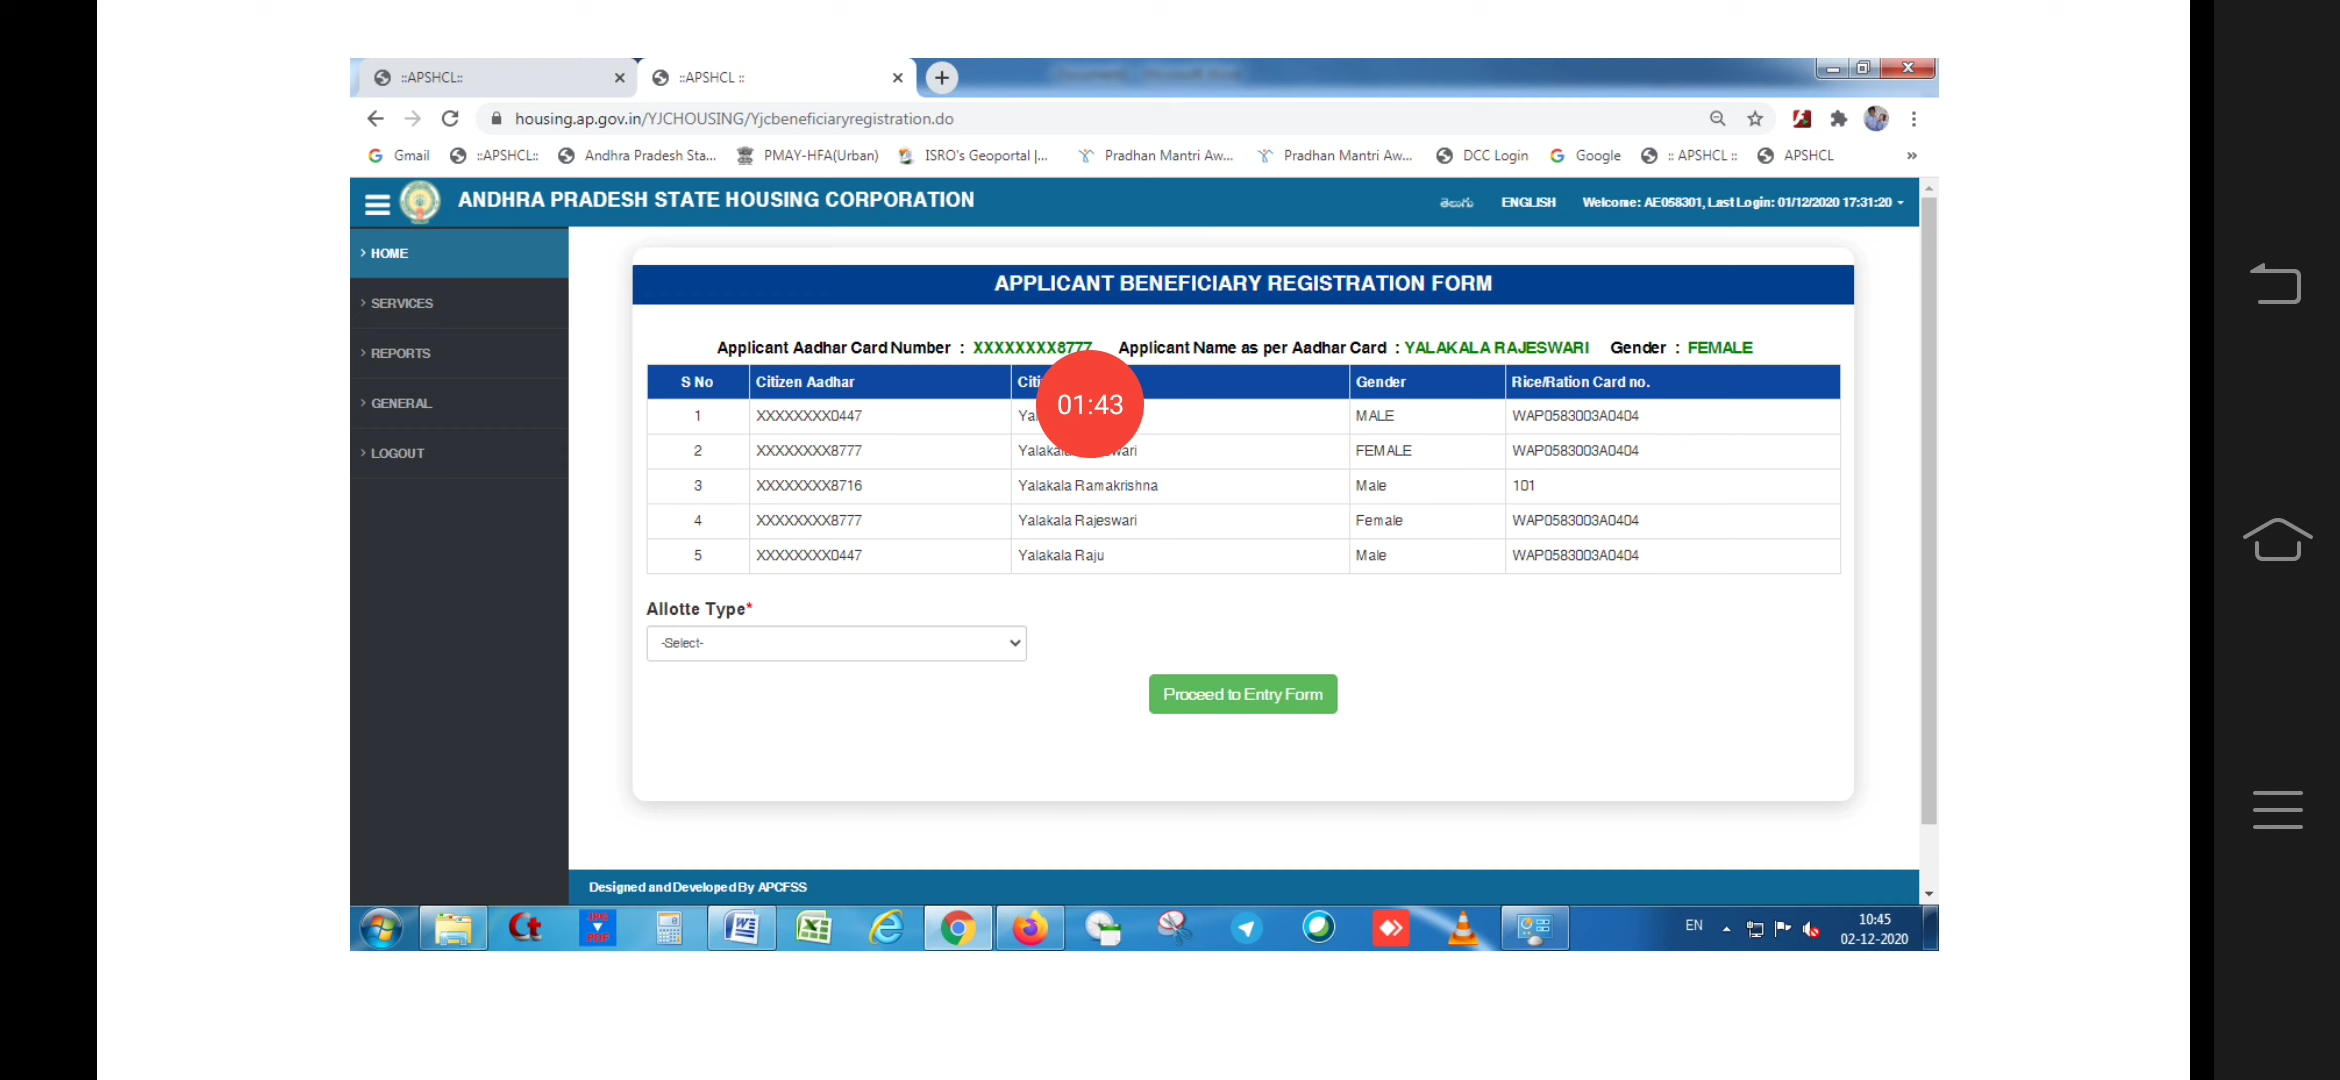 ::APSHCL::
::APSHCL ::
housing.ap.gov.in/YJCHOUSING/Yjcbeneficiaryregistration.do
Gmail ::APSHCL:: Andhra Pradesh Sta... PMAY-HFA(Urban) ISRO's Geoportal |... Pradhan Mantri Aw... Pradhan Mantri Aw... DCC Login Google :: APSHCL :: APSHCL »
ANDHRA PRADESH STATE HOUSING CORPORATION
తెలుగు ENGLISH Welcome: AE058301, Last Login: 01/12/2020 17:31:20
> HOME
> SERVICES
> REPORTS
> GENERAL
> LOGOUT
APPLICANT BENEFICIARY REGISTRATION FORM
Applicant Aadhar Card Number : XXXXXXXX8777 Applicant Name as per Aadhar Card : YALAKALA RAJESWARI Gender : FEMALE
S No Citizen Aadhar Gender Rice/Ration Card no.
01:43
1 XXXXXXXX0447 MALE WAP0583003A0404
2 XXXXXXXX8777 FEMALE WAP0583003A0404
3 XXXXXXXX8716 Yalakala Ramakrishna Male 101
4 XXXXXXXX8777 Yalakala Rajeswari Female WAP0583003A0404
5 XXXXXXXX0447 Yalakala Raju Male WAP0583003A0404
Allotte Type*
-Select-
Proceed to Entry Form
Designed and Developed By APCFSS
EN
10:45
02-12-2020